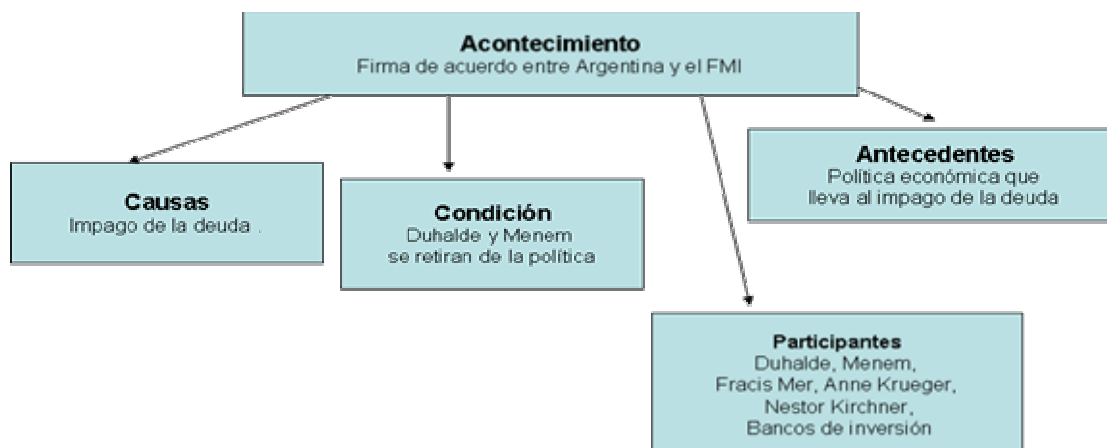 Acontecimiento
Firma de acuerdo entre Argentina y el FMI
Causas
Impago de la deuda .
Condición
Duhalde y Menem
se retiran de la política
Antecedentes
Política económica que
lleva al impago de la deuda
Participantes
Duhalde, Menem,
Fracis Mer, Anne Krueger,
Nestor Kirchner,
Bancos de inversión